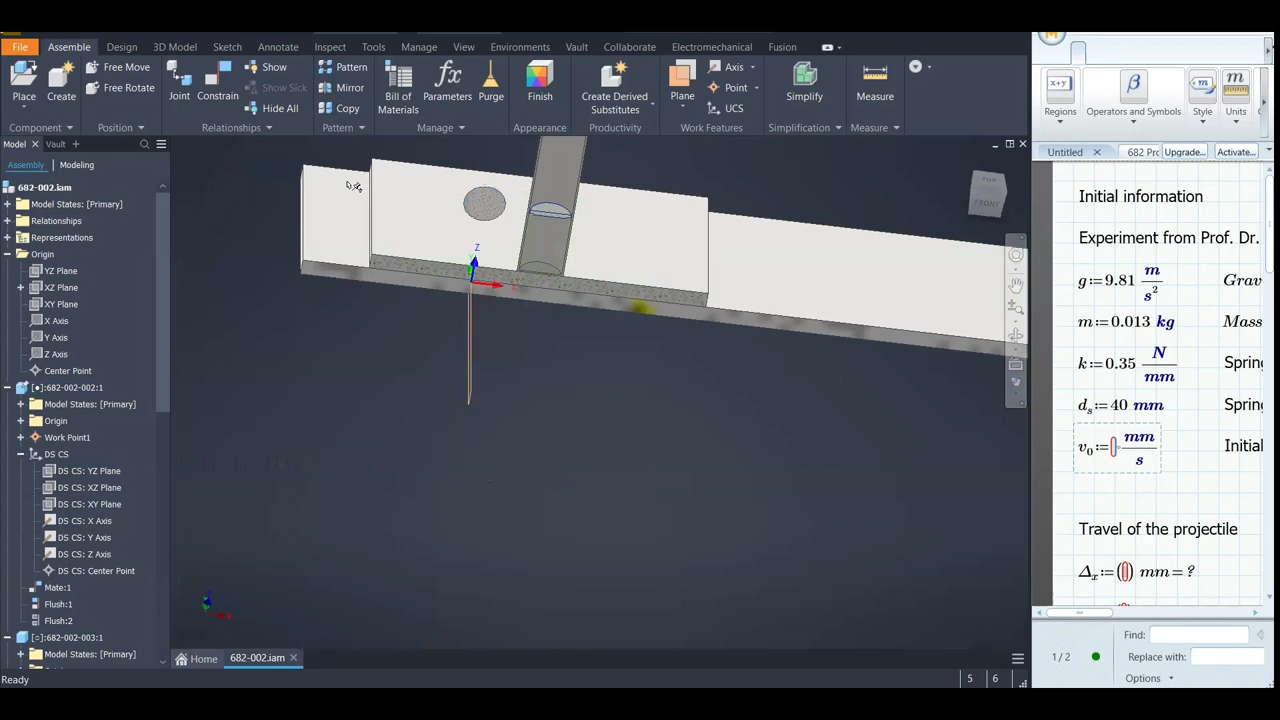 File Assemble Design 3D Model Sketch Annotate Inspect Tools Manage View Environments Vault Collaborate Electromechanical Fusion
Place
Create
Free Move
Free Rotate
Joint
Constrain
Show
Show Sick
Hide All
Pattern
Mirror
Copy
Bill of
Materials
Parameters
Purge
Finish
Create Derived
Substitutes
Plane
Axis
Point
UCS
Simplify
Measure
Component
Position
Relationships
Pattern
Manage
Appearance
Productivity
Work Features
Simplification
Measure
Model
Vault
Assembly
Modeling
682-002.iam
Model States: [Primary]
Relationships
Representations
Origin
YZ Plane
XZ Plane
XY Plane
X Axis
Y Axis
Z Axis
Center Point
[●]:682-002-002:1
Model States: [Primary]
Origin
Work Point1
DS CS
DS CS: YZ Plane
DS CS: XZ Plane
DS CS: XY Plane
DS CS: X Axis
DS CS: Y Axis
DS CS: Z Axis
DS CS: Center Point
Mate:1
Flush:1
Flush:2
[○]:682-002-003:1
Model States: [Primary]
Z
TOP
FRONT
Home
682-002.iam
Ready
5 6
x+y
β
m
Regions
Operators and Symbols
Style
Units
Untitled
682 Pro
Upgrade...
Activate...
Initial information
Experiment from Prof. Dr.
g:=9.81 m/s² Grav
m:=0.013 kg Mass
k:=0.35 N/mm Spring
dₛ:=40 mm Spring
v₀:= mm/s Initial
Travel of the projectile
Δₓ:=() mm=?
1 / 2
Find:
Replace with:
Options